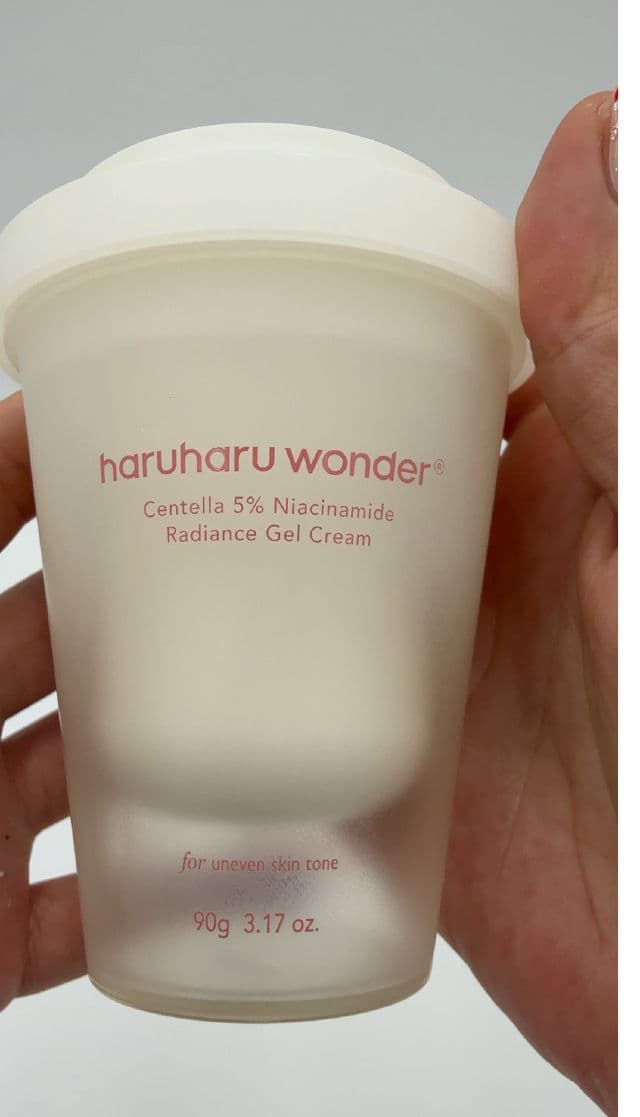 haruharu wonder®
Centella 5% Niacinamide
Radiance Gel Cream
for uneven skin tone
90g 3.17 oz.